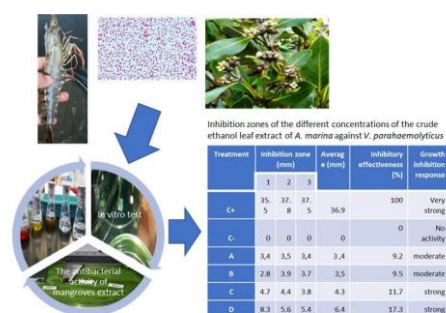 Inhibition zones of the different concentrations of the crude
ethanol leaf extract of A. marina against V. parahaemolyticus
Treatment Inhibition zone (mm) Averag e (mm) Inhibitory effectiveness (%) Growth inhibition response
1 2 3
C+ 35.5 37.8 37.5 36.9 100 Very strong
C- 0 0 0 0 0 No activity
A 3,4 3,5 3,4 3,4 9.2 moderate
B 2.8 3.9 3.7 3,5 9.5 moderate
C 4.7 4.4 3.8 4.3 11.7 strong
D 8.3 5.6 5.4 6.4 17.3 strong
In vitro test
The antibacterial
activity of
mangroves extract